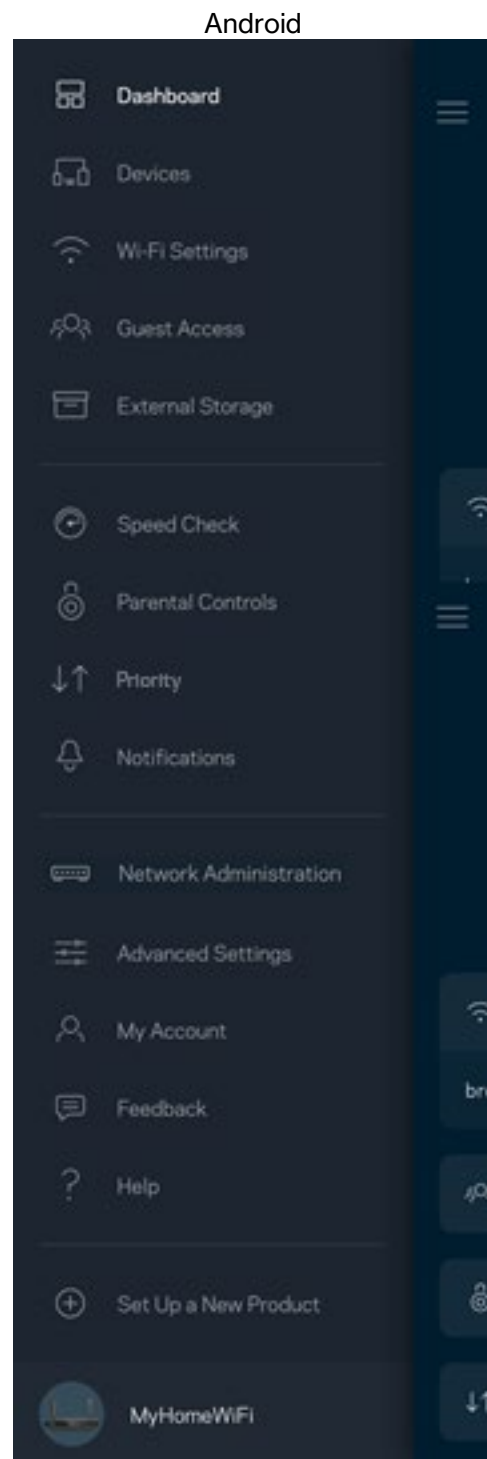 Android
Dashboard
Devices
Wi-Fi Settings
Guest Access
External Storage
Speed Check
Parental Controls
Priority
Notifications
Network Administration
Advanced Settings
My Account
Feedback
Help
Set Up a New Product
MyHomeWiFi